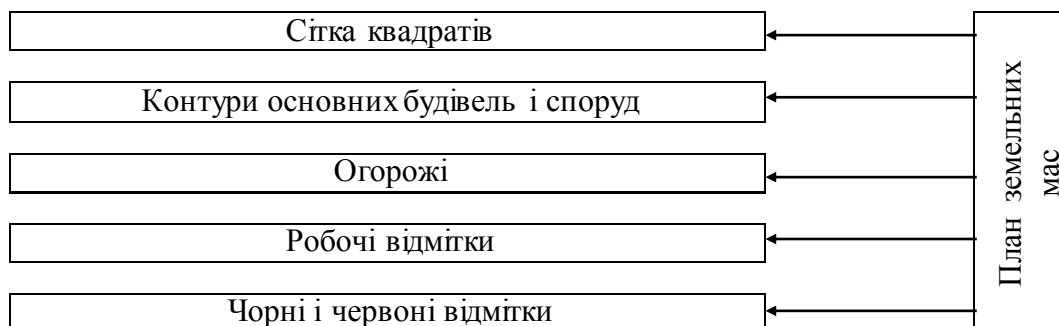 Сітка квадратів
Контури основних будівель і споруд
Огорожі
Робочі відмітки
Чорні і червоні відмітки
План земельних
мас